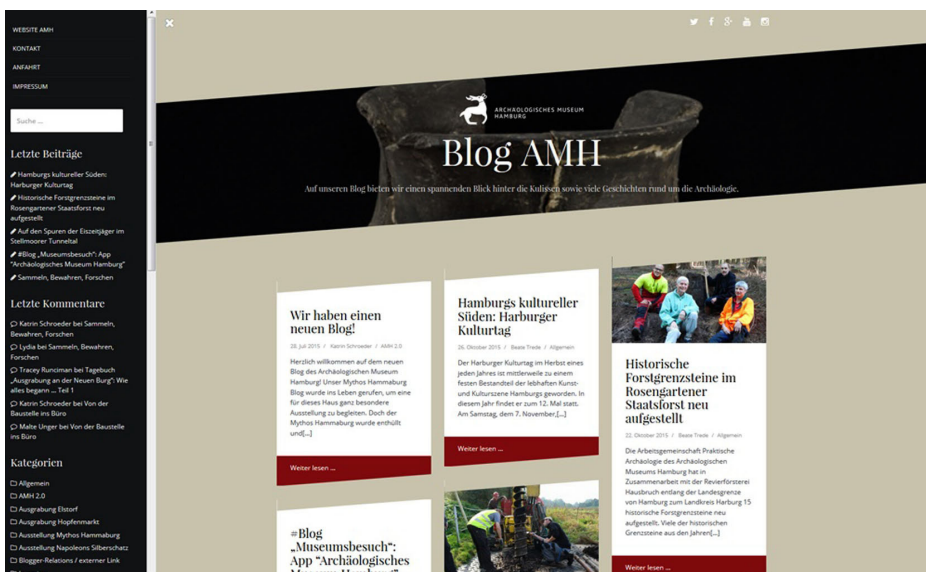 WEBSITE AMH
KONTAKT
ANFAHRT
IMPRESSUM
Suche ...
Letzte Beiträge
Hamburgs kultureller Süden:
Harburger Kulturtag
Historische Forstgrenzsteine im
Rosengartener Staatsforst neu
aufgestellt
Auf den Spuren der Eiszeitjäger im
Stellmoorer Tunneltal
#Blog „Museumsbesuch“: App
“Archäologisches Museum Hamburg”
Sammeln, Bewahren, Forschen
Letzte Kommentare
Katrin Schroeder bei Sammeln,
Bewahren, Forschen
Lydia bei Sammeln, Bewahren,
Forschen
Tracey Runciman bei Tagebuch
„Ausgrabung an der Neuen Burg“: Wie
alles begann ... Teil 1
Katrin Schroeder bei Von der
Baustelle ins Büro
Malte Unger bei Von der Baustelle
ins Büro
Kategorien
Allgemein
AMH 2.0
Ausgrabung Elstorf
Ausgrabung Hopfenmarkt
Ausstellung Mythos Hammaburg
Ausstellung Napoleons Silberschatz
Blogger-Relations / externer Link
ARCHÄOLOGISCHES MUSEUM
HAMBURG
Blog AMH
Auf unseren Blog bieten wir einen spannenden Blick hinter die Kulissen sowie viele Geschichten rund um die Archäologie.
Wir haben einen
neuen Blog!
28. Juli 2015 / Katrin Schroeder / AMH 2.0
Herzlich willkommen auf dem neuen
Blog des Archäologischen Museum
Hamburg! Unser Mythos Hammaburg
Blog wurde ins Leben gerufen, um eine
für dieses Haus ganz besondere
Ausstellung zu begleiten. Doch der
Mythos Hammaburg wurde enthüllt
und[...]
Weiter lesen ...
#Blog
„Museumsbesuch“:
App “Archäologisches
Museum Hamburg”
Hamburgs kultureller
Süden: Harburger
Kulturtag
26. Oktober 2015 / Beate Trede / Allgemein
Der Harburger Kulturtag im Herbst eines
jeden Jahres ist mittlerweile zu einem
festen Bestandteil der lebhaften Kunst-
und Kulturszene Hamburgs geworden. In
diesem Jahr findet er zum 12. Mal statt.
Am Samstag, dem 7. November,[...]
Weiter lesen ...
Historische
Forstgrenzsteine im
Rosengartener
Staatsforst neu
aufgestellt
22. Oktober 2015 / Beate Trede / Allgemein
Die Arbeitsgemeinschaft Praktische
Archäologie des Archäologischen
Museums Hamburg hat in
Zusammenarbeit mit der Revierförsterei
Hausbruch entlang der Landesgrenze
von Hamburg zum Landkreis Harburg 15
historische Forstgrenzsteine neu
aufgestellt. Viele der historischen
Grenzsteine aus den Jahren[...]
Weiter lesen ...